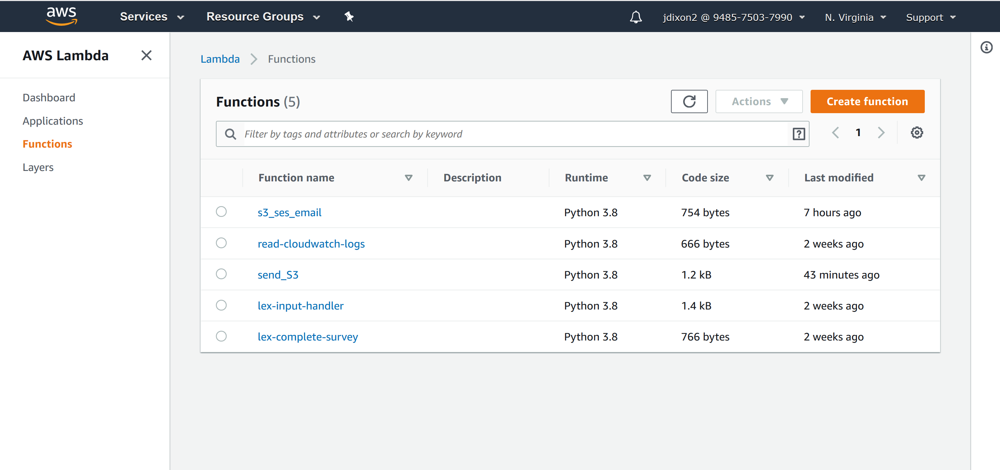 aws Services Resource Groups jdixon2 @ 9485-7503-7990 N. Virginia Support
AWS Lambda
Dashboard
Applications
Functions
Layers
Lambda Functions
Functions (5) Actions Create function
Filter by tags and attributes or search by keyword ? 1
Function name Description Runtime Code size Last modified
s3_ses_email Python 3.8 754 bytes 7 hours ago
read-cloudwatch-logs Python 3.8 666 bytes 2 weeks ago
send_S3 Python 3.8 1.2 kB 43 minutes ago
lex-input-handler Python 3.8 1.4 kB 2 weeks ago
lex-complete-survey Python 3.8 766 bytes 2 weeks ago